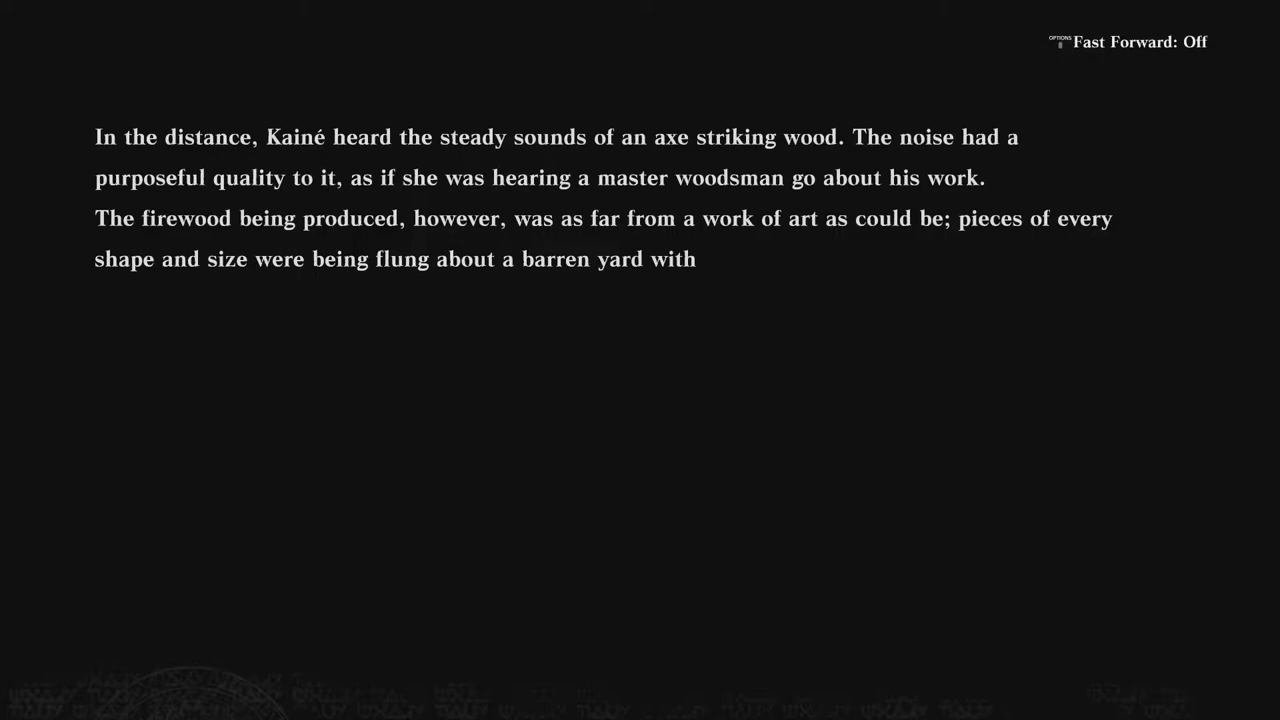 OPTIONS Fast Forward: Off
In the distance, Kainé heard the steady sounds of an axe striking wood. The noise had a
purposeful quality to it, as if she was hearing a master woodsman go about his work.
The firewood being produced, however, was as far from a work of art as could be; pieces of every
shape and size were being flung about a barren yard with